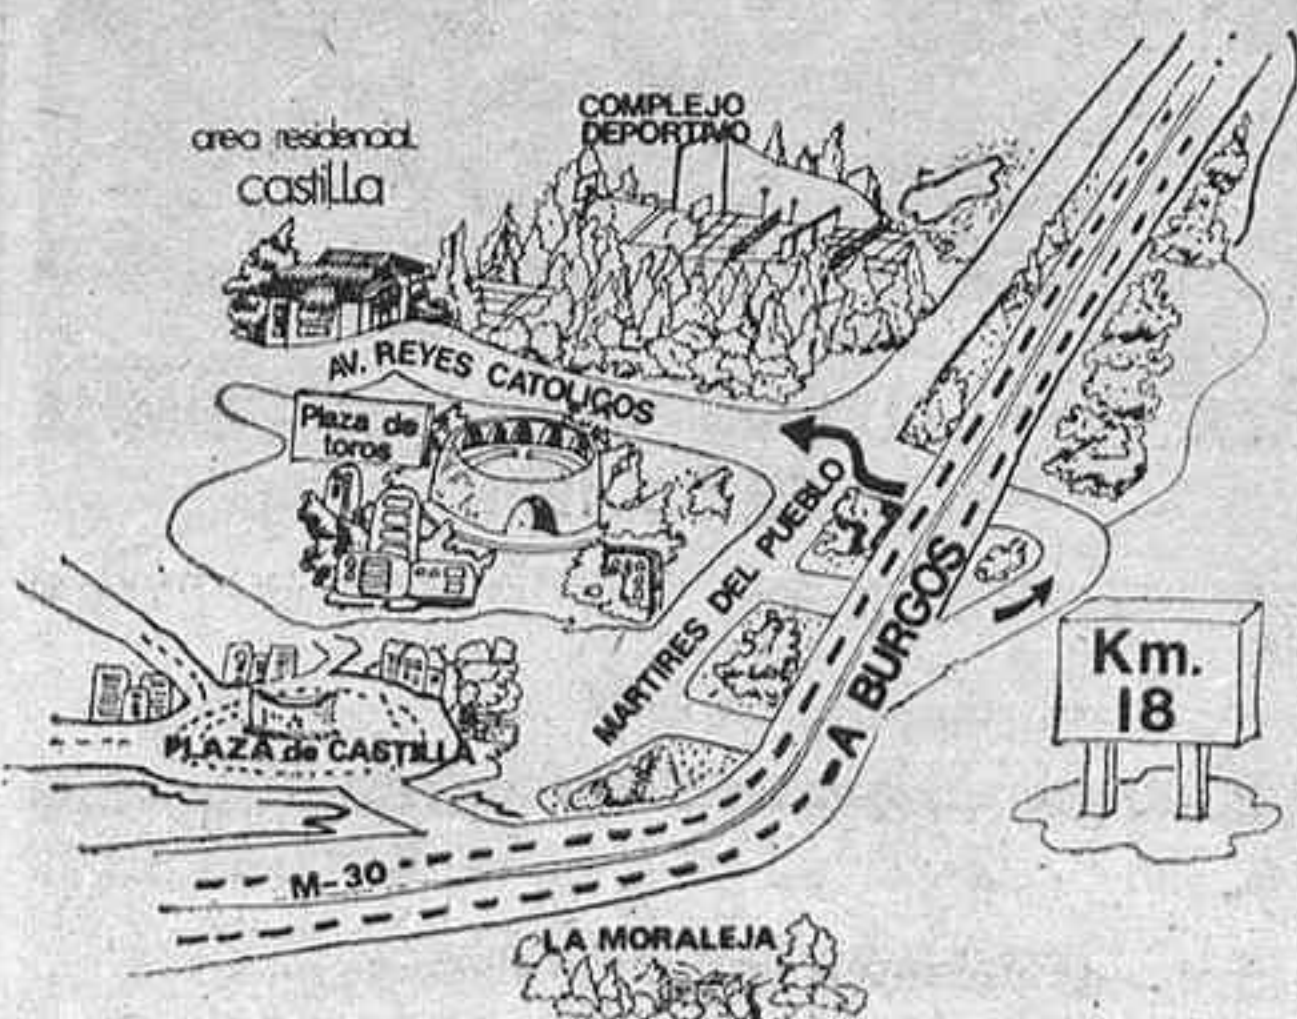 COMPLEJO
DEPORTIVO
area residencial
castilla
AV. REYES CATOLICOS
Plaza de
toros
MARTIRES DEL PUEBLO
A BURGOS
Km.
18
PLAZA de CASTILLA
M-30
LA MORALEJA